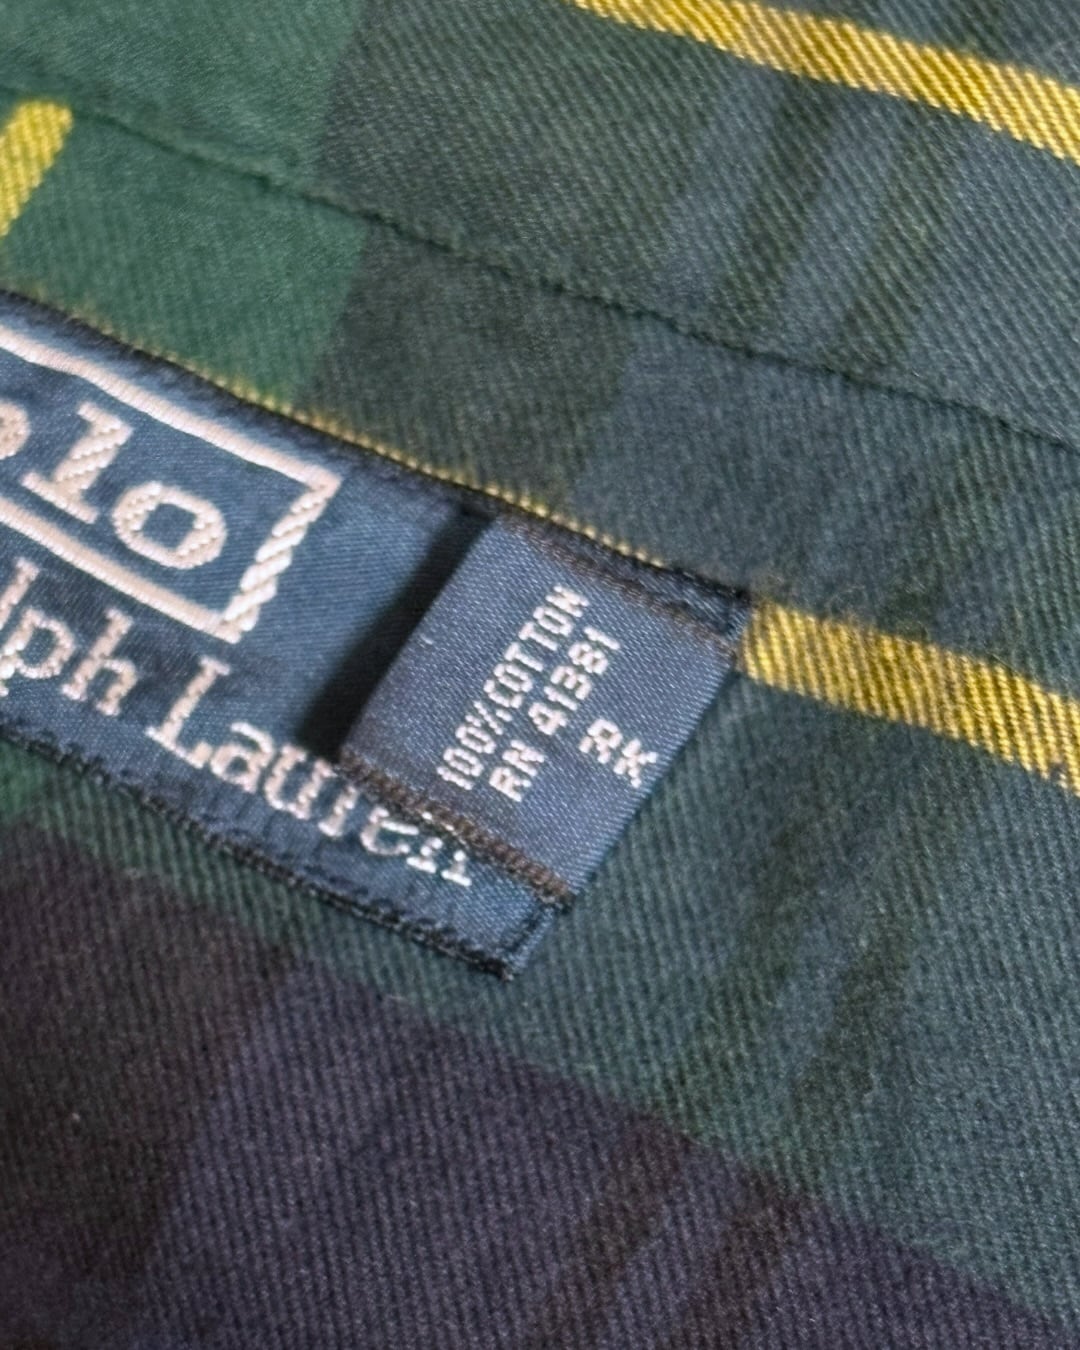 olo
lph Lauren
100%COTTON
RN 41381
RK